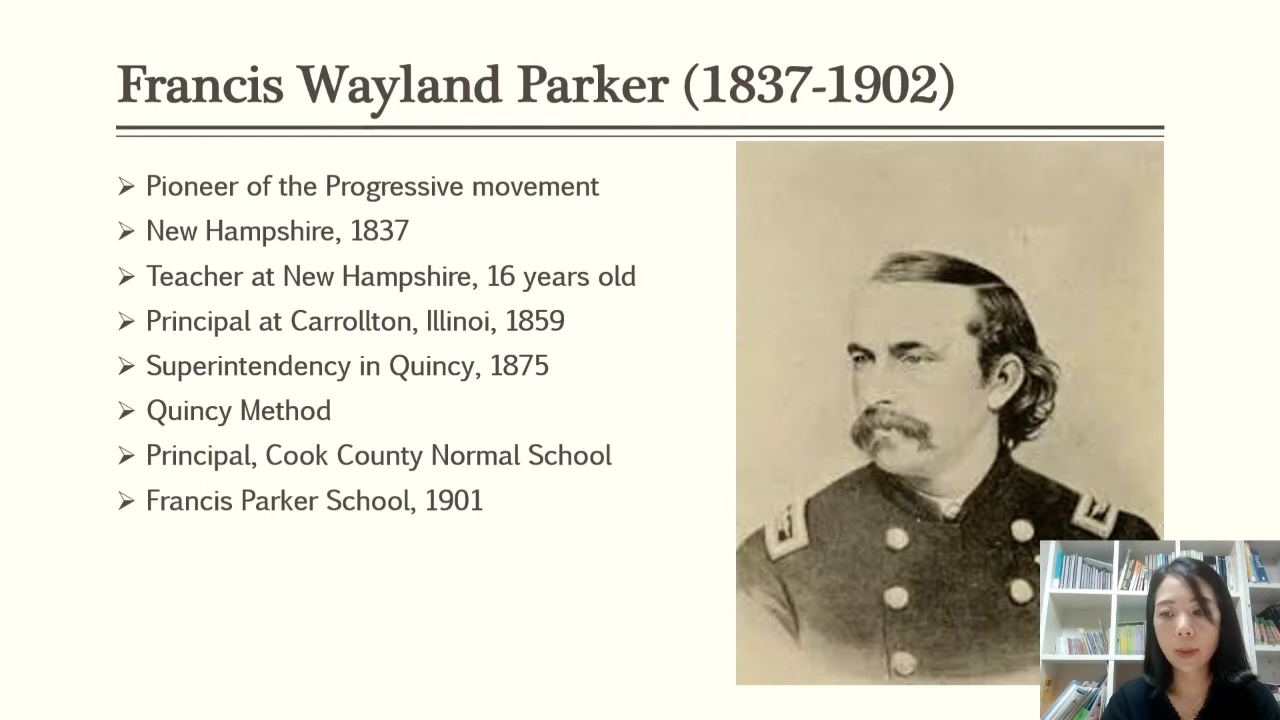 Francis Wayland Parker (1837-1902)
Pioneer of the Progressive movement
New Hampshire, 1837
Teacher at New Hampshire, 16 years old
Principal at Carrollton, Illinoi, 1859
Superintendency in Quincy, 1875
Quincy Method
Principal, Cook County Normal School
Francis Parker School, 1901